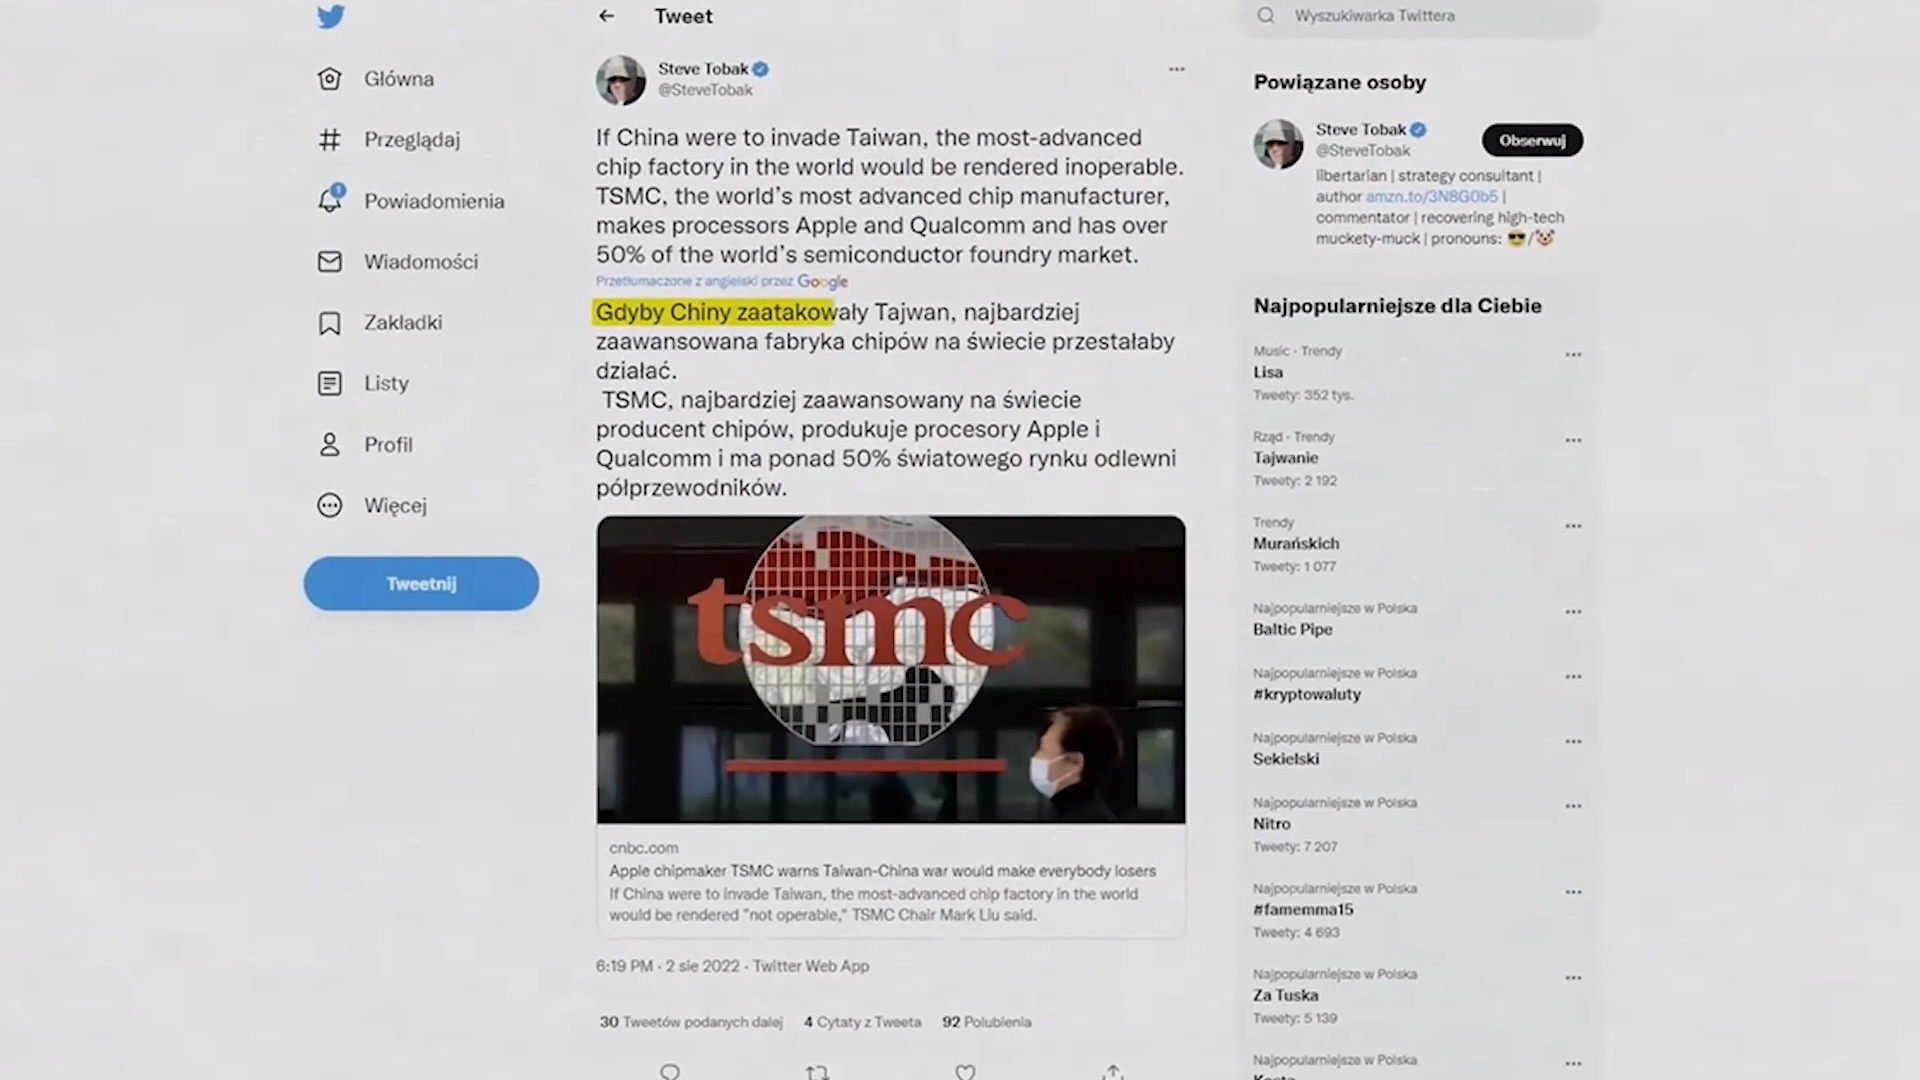 Główna
Przeglądaj
1
Powiadomienia
Wiadomości
Zakładki
Listy
Profil
Więcej
Tweetnij
Tweet
Steve Tobak
@SteveTobak
If China were to invade Taiwan, the most-advanced
chip factory in the world would be rendered inoperable.
TSMC, the world's most advanced chip manufacturer,
makes processors Apple and Qualcomm and has over
50% of the world's semiconductor foundry market.
Przetłumaczone z angielski przez Google
Gdyby Chiny zaatakowały Tajwan, najbardziej
zaawansowana fabryka chipów na świecie przestałaby
działać.
TSMC, najbardziej zaawansowany na świecie
producent chipów, produkuje procesory Apple i
Qualcomm i ma ponad 50% światowego rynku odlewni
półprzewodników.
tsmc
cnbc.com
Apple chipmaker TSMC warns Taiwan-China war would make everybody losers
If China were to invade Taiwan, the most-advanced chip factory in the world
would be rendered "not operable," TSMC Chair Mark Liu said.
6:19 PM · 2 sie 2022 · Twitter Web App
30 Tweetów podanych dalej 4 Cytaty z Tweeta 92 Polubienia
Wyszukiwarka Twittera
Powiązane osoby
Steve Tobak
@SteveTobak
Obserwuj
libertarian | strategy consultant |
author amzn.to/3N8G0b5 |
commentator | recovering high-tech
muckety-muck | pronouns: 😎/🤡
Najpopularniejsze dla Ciebie
Music · Trendy
Lisa
Tweety: 352 tys.
Rząd · Trendy
Tajwanie
Tweety: 2 192
Trendy
Murańskich
Tweety: 1 077
Najpopularniejsze w Polska
Baltic Pipe
Najpopularniejsze w Polska
#kryptowaluty
Najpopularniejsze w Polska
Sekielski
Najpopularniejsze w Polska
Nitro
Tweety: 7 207
Najpopularniejsze w Polska
#famemma15
Tweety: 4 693
Najpopularniejsze w Polska
Za Tuska
Tweety: 5 139
Najpopularniejsze w Polska